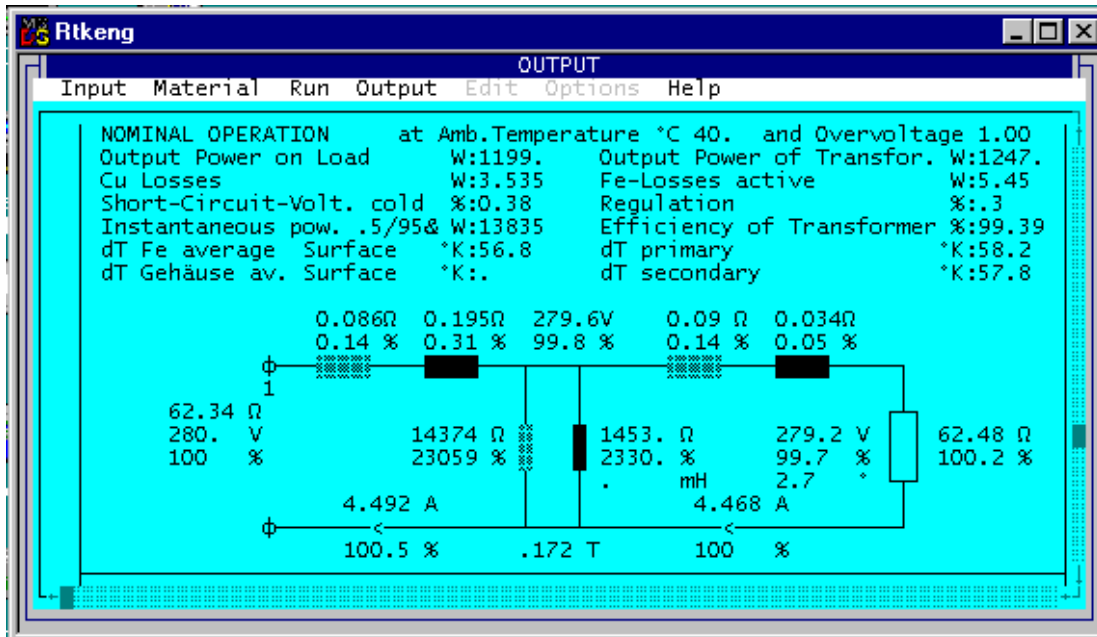 Rtkeng
OUTPUT
Input Material Run Output Edit Options Help
NOMINAL OPERATION at Amb.Temperature °C 40. and Overvoltage 1.00
Output Power on Load W:1199. Output Power of Transfor. W:1247.
Cu Losses W:3.535 Fe-Losses active W:5.45
Short-Circuit-Volt. cold %:0.38 Regulation %:.3
Instantaneous pow. .5/95& W:13835 Efficiency of Transformer %:99.39
dT Fe average Surface °K:56.8 dT primary °K:58.2
dT Gehäuse av. Surface °K:. dT secondary °K:57.8
0.086Ω 0.195Ω 279.6V 0.09 Ω 0.034Ω
0.14 % 0.31 % 99.8 % 0.14 % 0.05 %
1
62.34 Ω
280. V 14374 Ω 1453. Ω 279.2 V 62.48 Ω
100 % 23059 % 2330. % 99.7 % 100.2 %
. mH 2.7 °
4.492 A 4.468 A
100.5 % .172 T 100 %